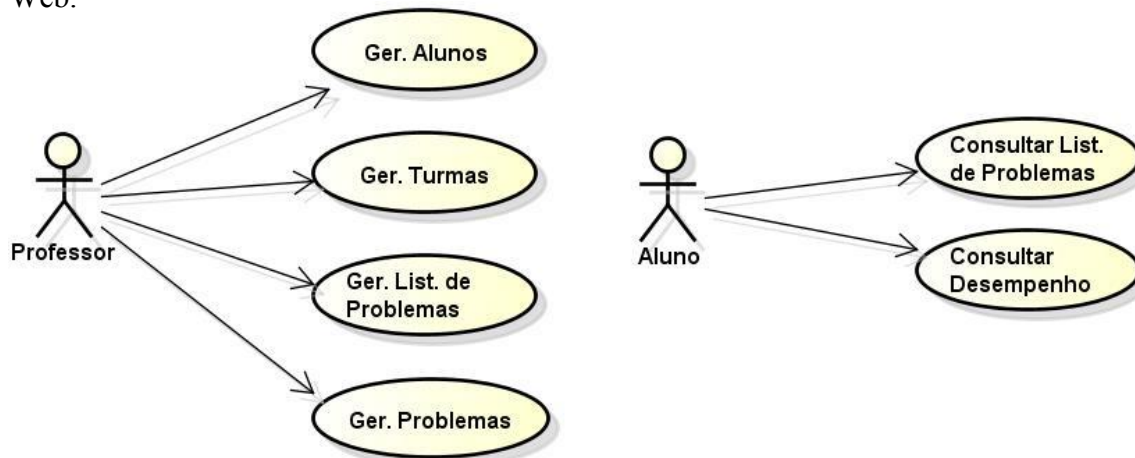 Web.
Ger. Alunos
Ger. Turmas
Ger. List. de
Problemas
Ger. Problemas
Professor
Consultar List.
de Problemas
Consultar
Desempenho
Aluno